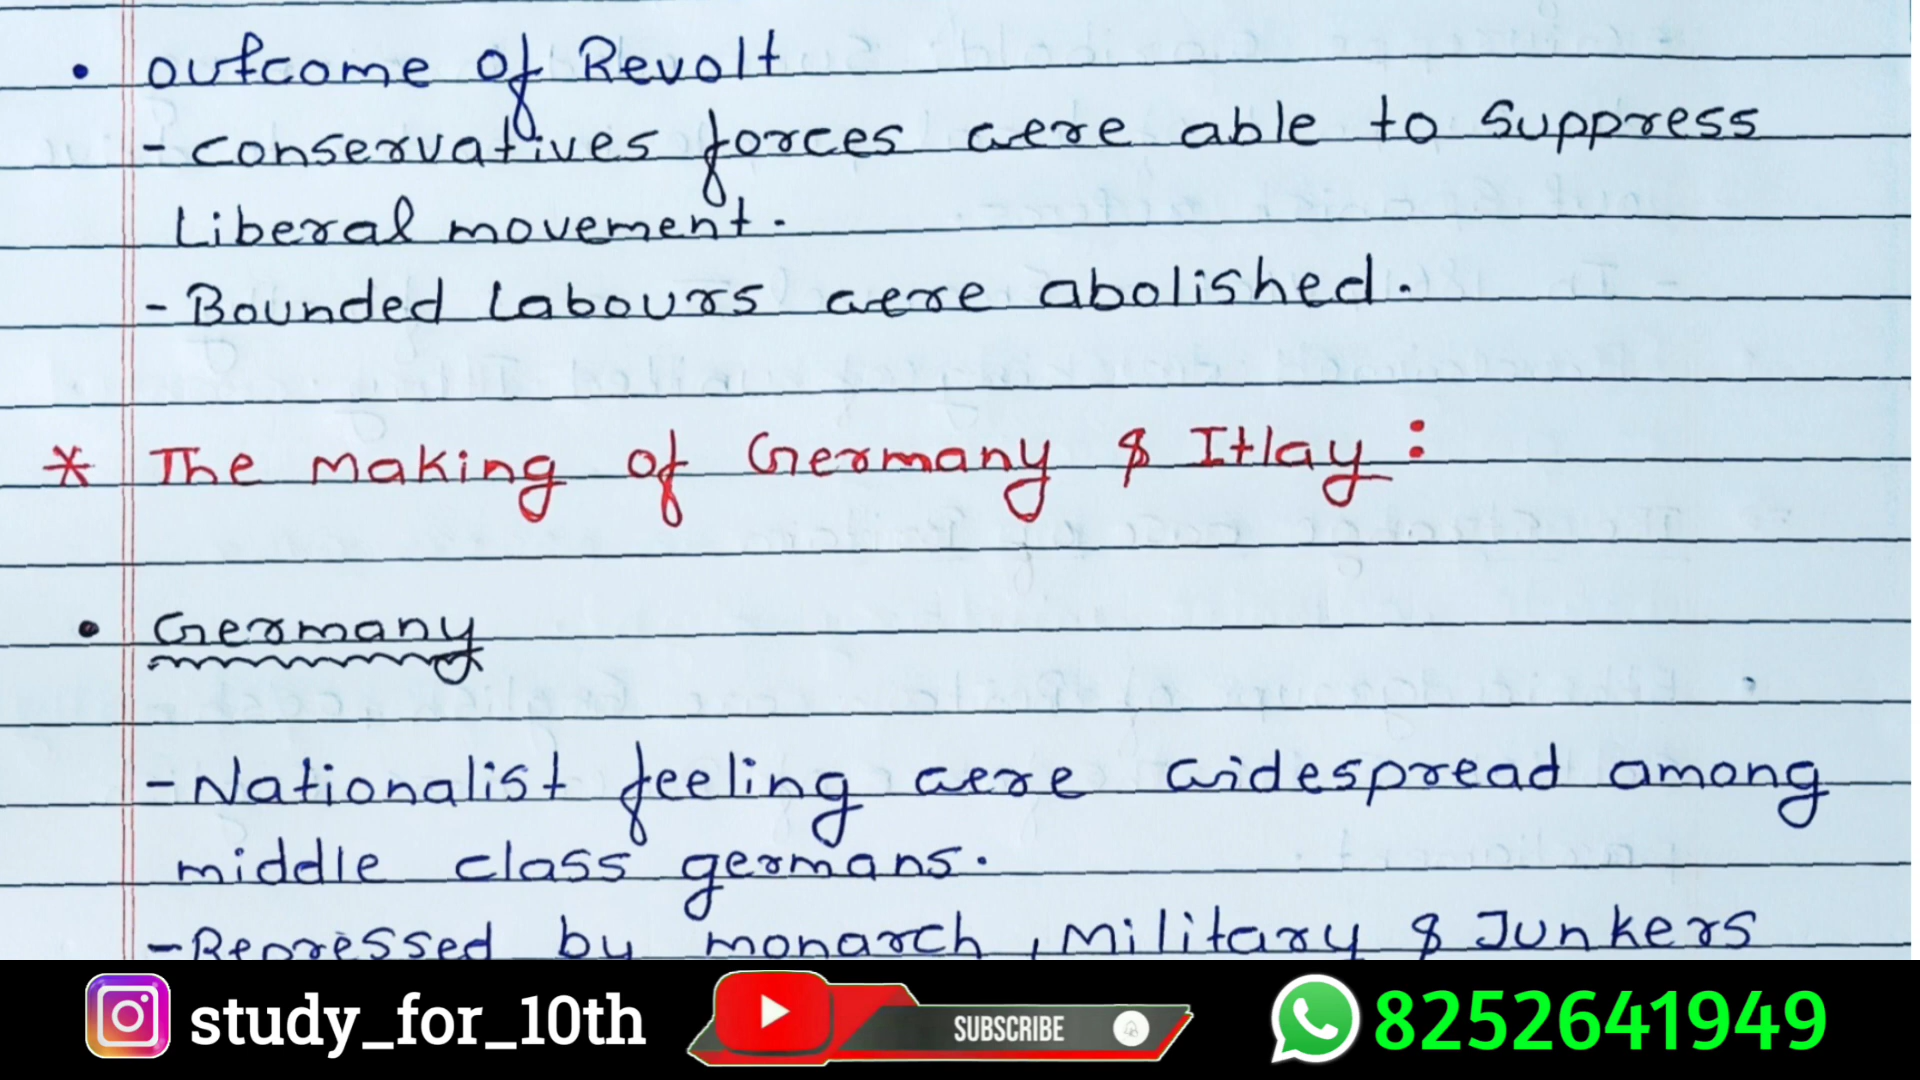 • Outcome of Revolt
- Conservatives forces were able to Suppress
Liberal movement.
- Bounded Labours were abolished.
* The Making of Germany & Itlay :
• Germany
- Nationalist feeling were widespread among
middle class germans.
- Repressed by monarch, Military & Junkers
study_for_10th
SUBSCRIBE
8252641949